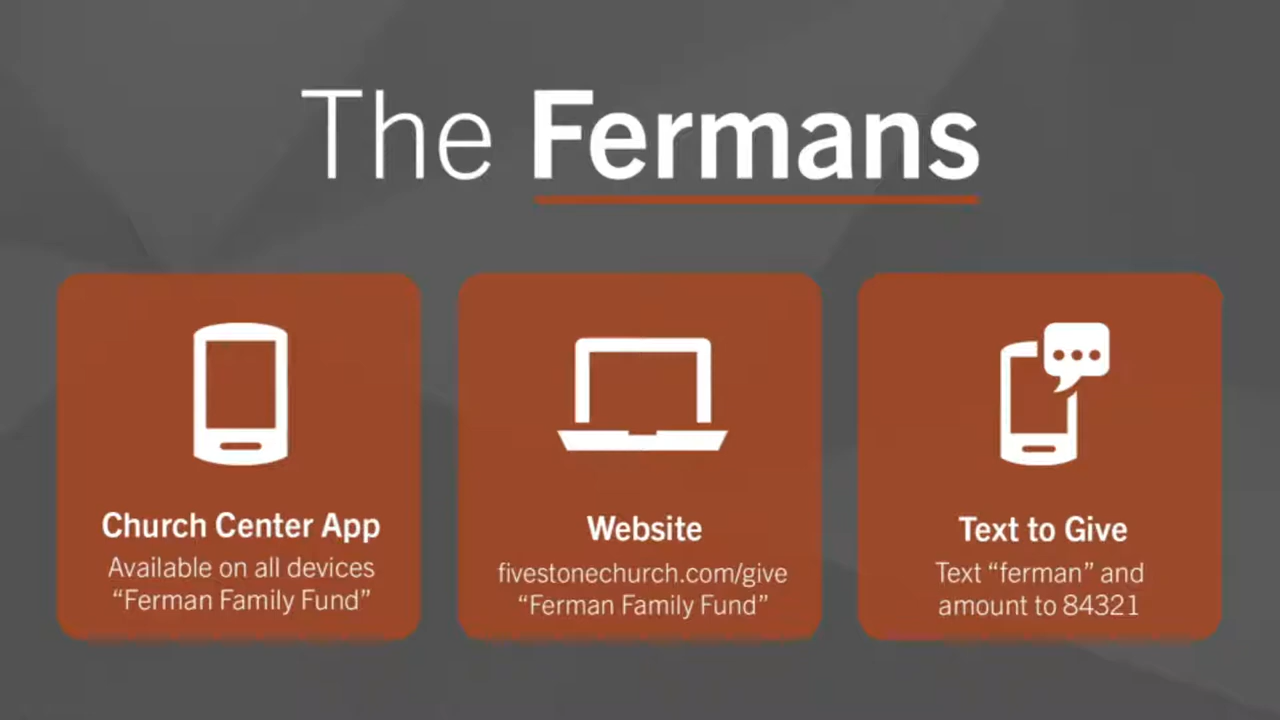 The Fermans
Church Center App
Available on all devices
“Ferman Family Fund”
Website
fivestonechurch.com/give
“Ferman Family Fund”
Text to Give
Text “ferman” and
amount to 84321